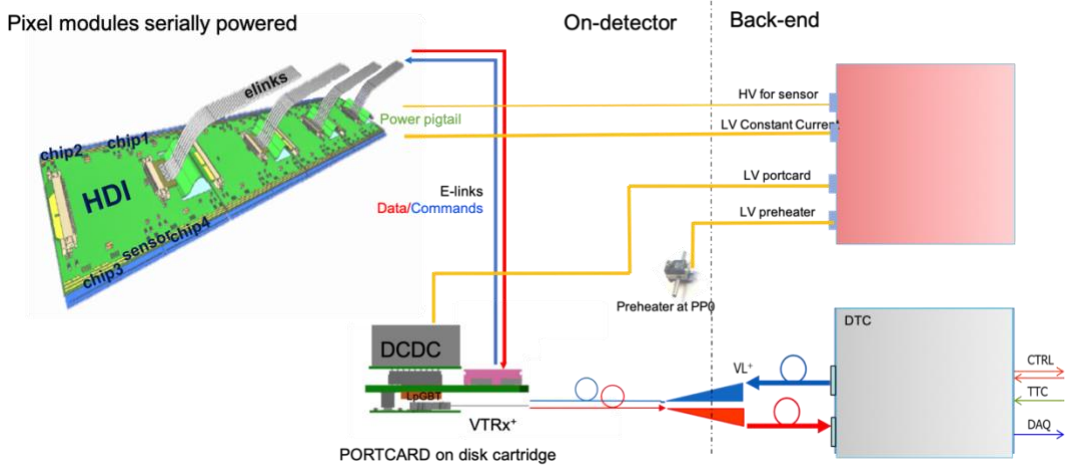 Pixel modules serially powered
On-detector
Back-end
elinks
Power pigtail
chip2
chip1
HDI
sensor
chip4
chip3
HV for sensor
LV Constant Current
LV portcard
LV preheater
E-links
Data/Commands
Preheater at PP0
DCDC
LpGBT
VTRx+
PORTCARD on disk cartridge
VL+
DTC
CTRL
TTC
DAQ